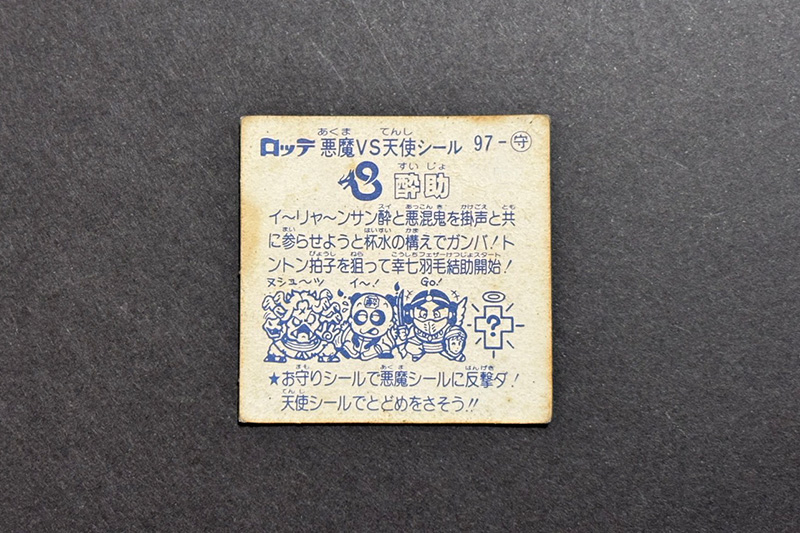 ロッテ 悪魔VS天使シール 97-守
酔助
イ〜リャ〜ンサン酔と悪混鬼を掛声と共
に参らせようと杯水の構えでガンバ!ト
ントン拍子を狙って幸七羽毛結助開始!
ヌシュ〜ツ イ〜! Go!
?
★お守りシールで悪魔シールに反撃ダ!
天使シールでとどめをさそう!!